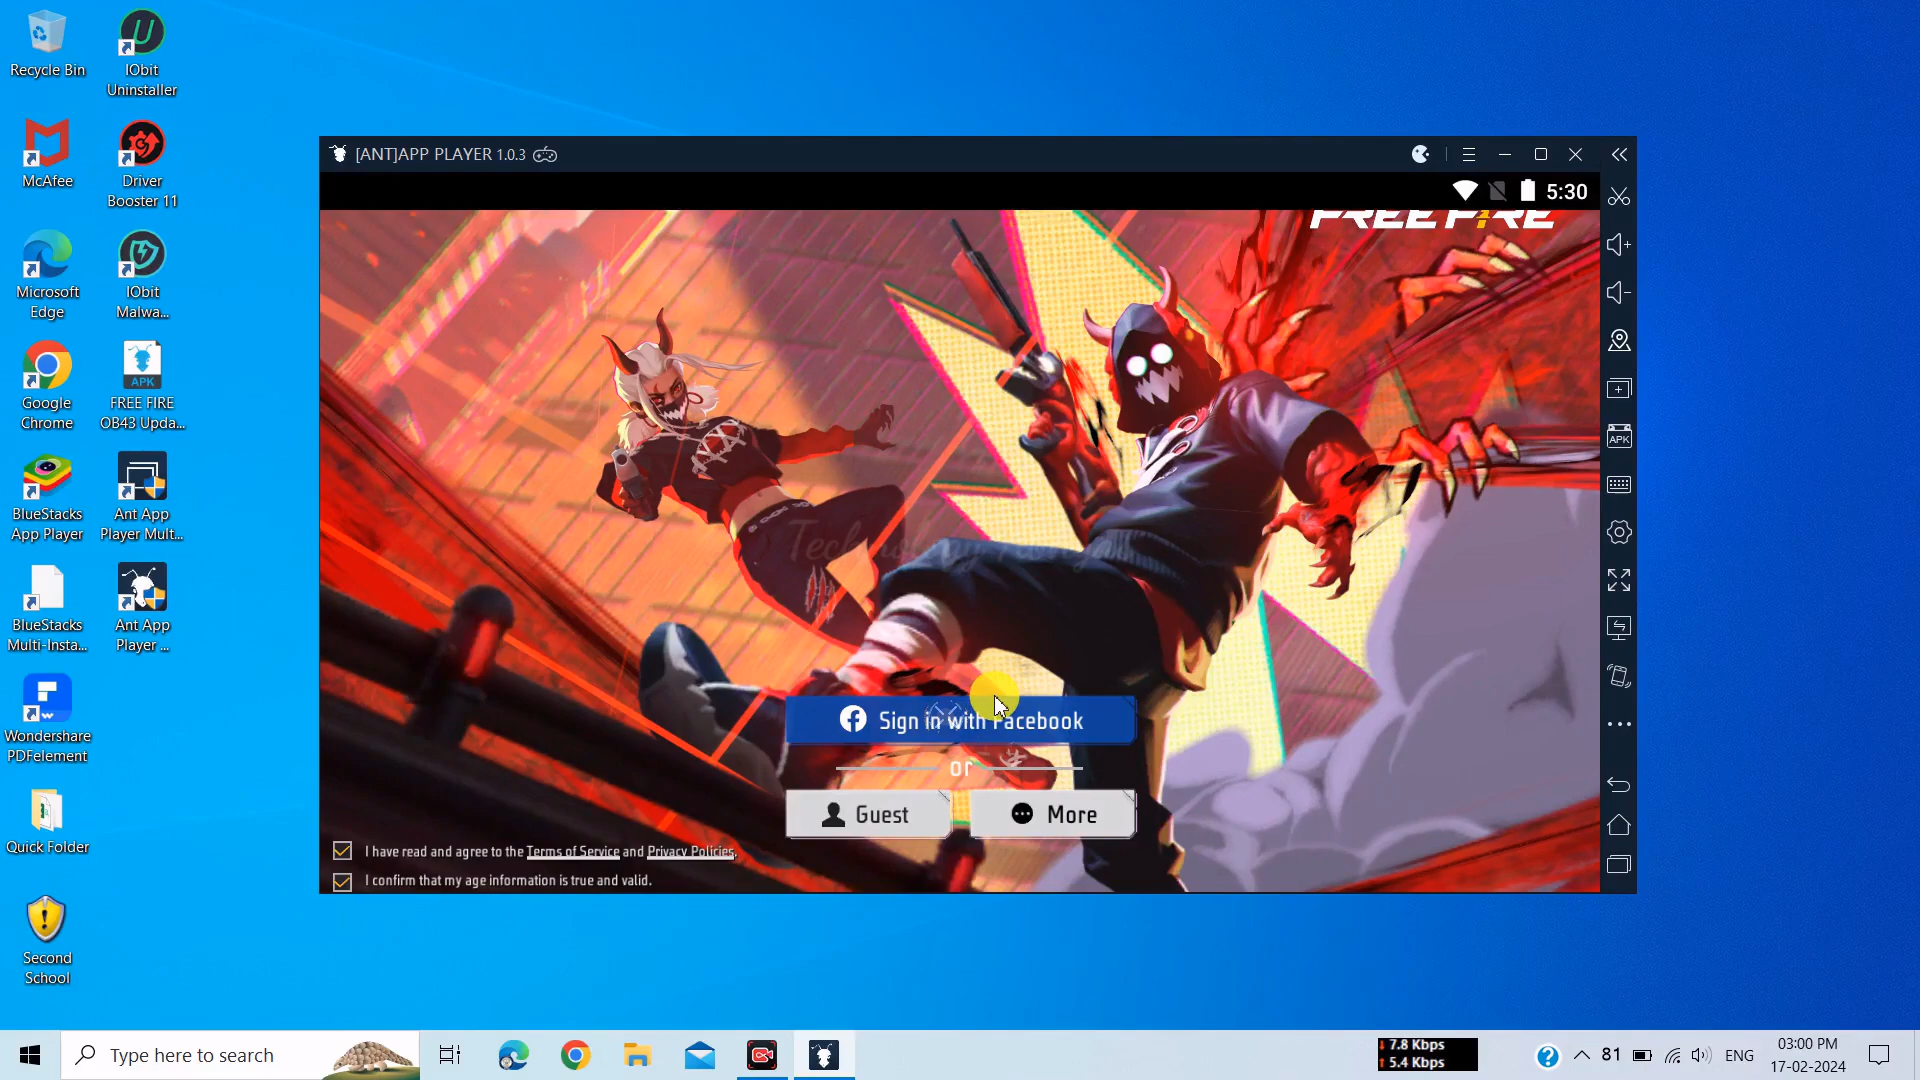 Recycle Bin
IObit
Uninstaller
McAfee
Driver
Booster 11
Microsoft
Edge
IObit
Malwa...
Google
Chrome
APK
FREE FIRE
OB43 Upda...
BlueStacks
App Player
Ant App
Player Mult...
BlueStacks
Multi-Insta...
Ant App
Player ...
Wondershare
PDFelement
Quick Folder
Second
School
[ANT]APP PLAYER 1.0.3
5:30
FREE FIRE
APK
Sign in with Facebook
or
Guest
More
I have read and agree to the Terms of Service and Privacy Policies.
I confirm that my age information is true and valid.
Type here to search
7.8 Kbps
5.4 Kbps
81
ENG
03:00 PM
17-02-2024